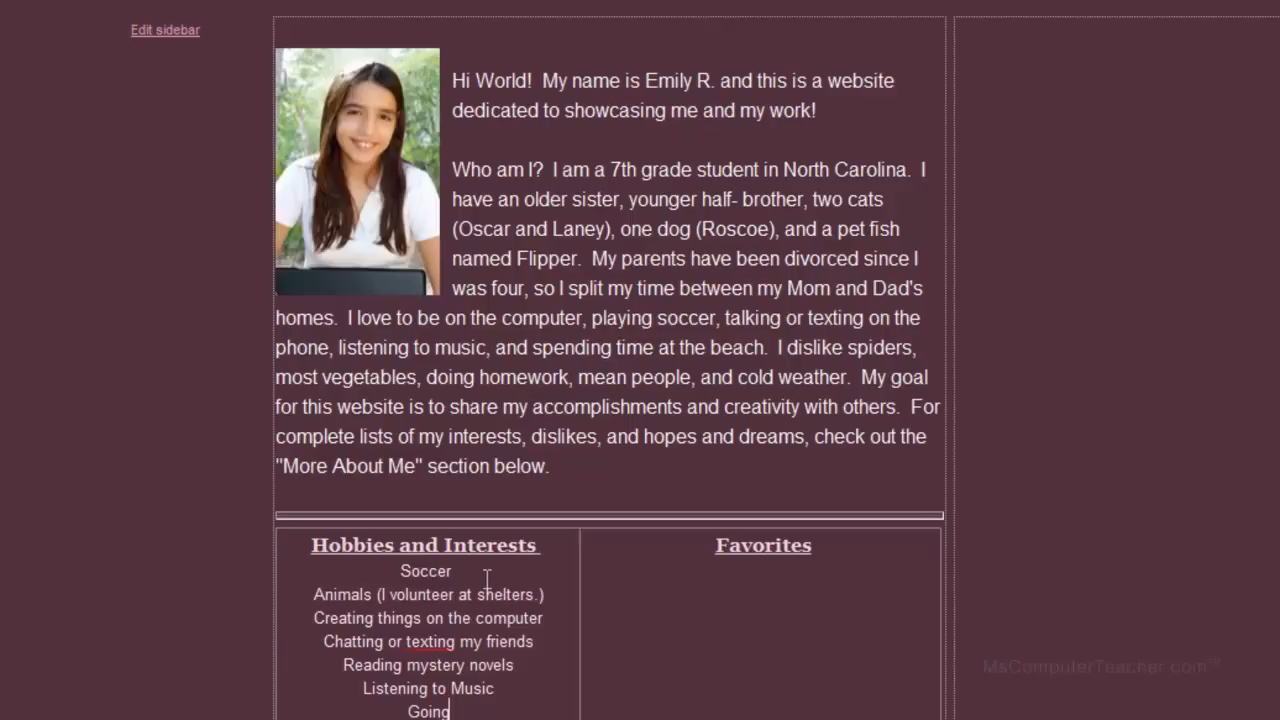 Edit sidebar
Hi World!  My name is Emily R. and this is a website
dedicated to showcasing me and my work!
Who am I?  I am a 7th grade student in North Carolina.  I
have an older sister, younger half- brother, two cats
(Oscar and Laney), one dog (Roscoe), and a pet fish
named Flipper.  My parents have been divorced since I
was four, so I split my time between my Mom and Dad's
homes.  I love to be on the computer, playing soccer, talking or texting on the
phone, listening to music, and spending time at the beach.  I dislike spiders,
most vegetables, doing homework, mean people, and cold weather.  My goal
for this website is to share my accomplishments and creativity with others.  For
complete lists of my interests, dislikes, and hopes and dreams, check out the
"More About Me" section below.
Hobbies and Interests
Soccer
Animals (I volunteer at shelters.)
Creating things on the computer
Chatting or texting my friends
Reading mystery novels
Listening to Music
Going
Favorites
MsComputerTeacher.com™